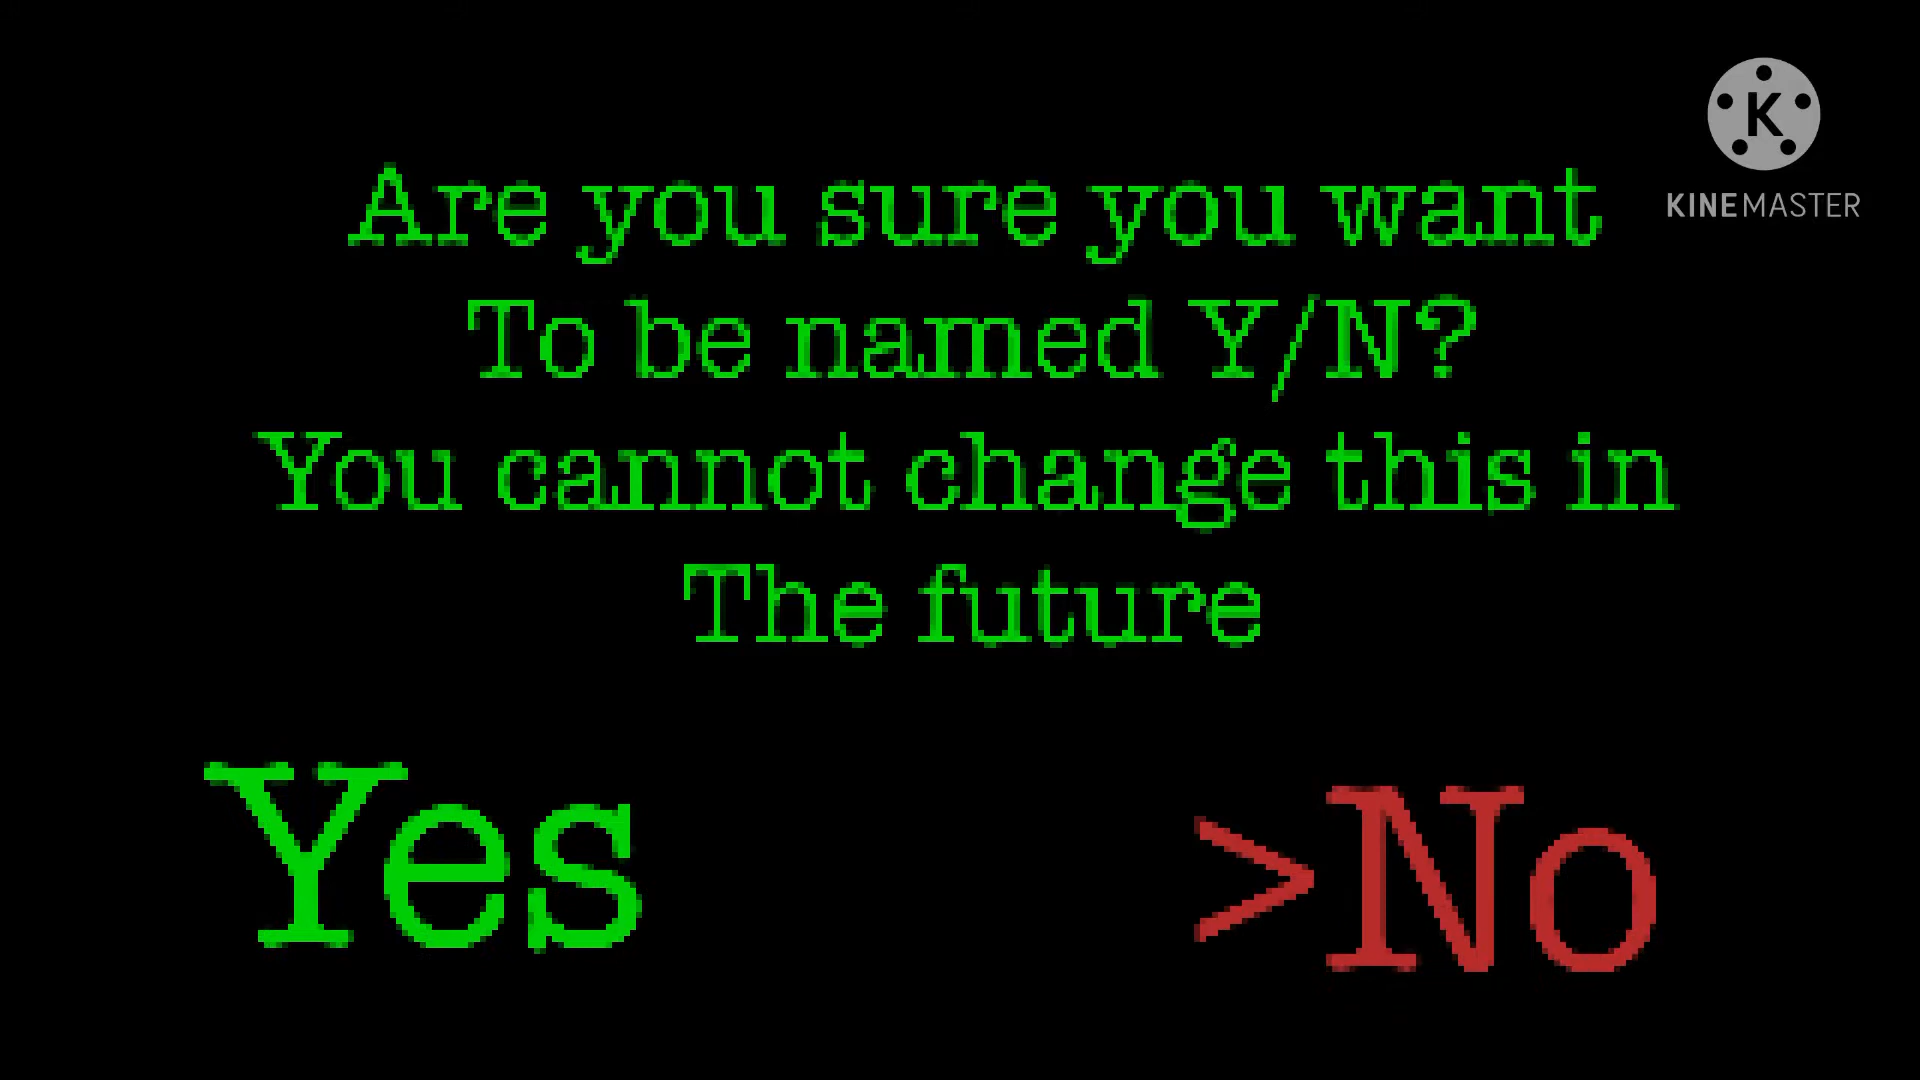 K
KINEMASTER
Are you sure you want
To be named Y/N?
You cannot change this in
The future
Yes
>No